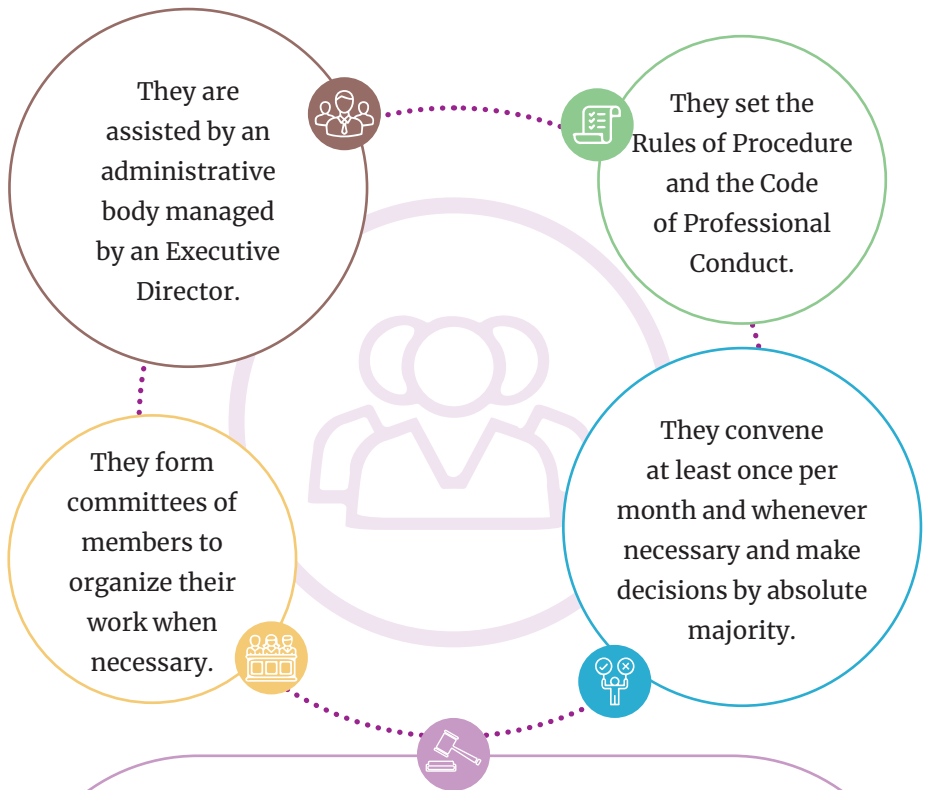 They are
assisted by an
administrative
body managed
by an Executive
Director.
They set the
Rules of Procedure
and the Code
of Professional
Conduct.
They form
committees of
members to
organize their
work when
necessary.
They convene
at least once per
month and whenever
necessary and make
decisions by absolute
majority.